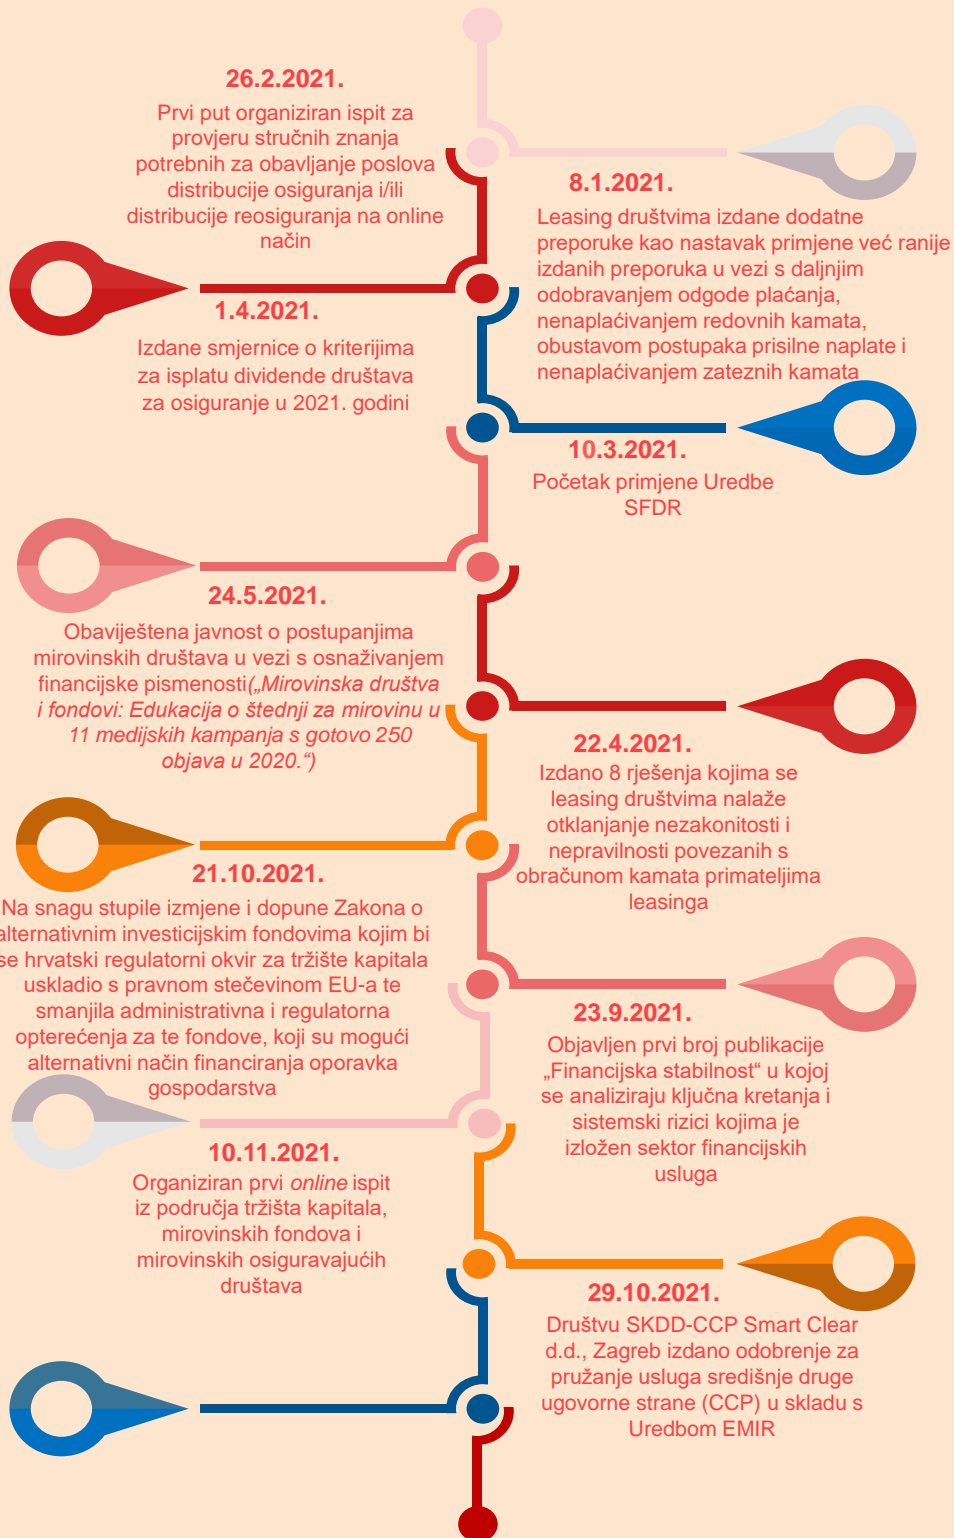 26.2.2021.
Prvi put organiziran ispit za
provjeru stručnih znanja
potrebnih za obavljanje poslova
distribucije osiguranja i/ili
distribucije reosiguranja na online
način
8.1.2021.
Leasing društvima izdane dodatne
preporuke kao nastavak primjene već ranije
izdanih preporuka u vezi s daljnjim
odobravanjem odgode plaćanja,
nenaplaćivanjem redovnih kamata,
obustavom postupaka prisilne naplate i
nenaplaćivanjem zateznih kamata
1.4.2021.
Izdane smjernice o kriterijima
za isplatu dividende društava
za osiguranje u 2021. godini
10.3.2021.
Početak primjene Uredbe
SFDR
24.5.2021.
Obaviještena javnost o postupanjima
mirovinskih društava u vezi s osnaživanjem
financijske pismenosti(„Mirovinska društva
i fondovi: Edukacija o štednji za mirovinu u
11 medijskih kampanja s gotovo 250
objava u 2020.“)
22.4.2021.
Izdano 8 rješenja kojima se
leasing društvima nalaže
otklanjanje nezakonitosti i
nepravilnosti povezanih s
obračunom kamata primateljima
leasinga
21.10.2021.
Na snagu stupile izmjene i dopune Zakona o
alternativnim investicijskim fondovima kojim bi
se hrvatski regulatorni okvir za tržište kapitala
uskladio s pravnom stečevinom EU-a te
smanjila administrativna i regulatorna
opterećenja za te fondove, koji su mogući
alternativni način financiranja oporavka
gospodarstva
23.9.2021.
Objavljen prvi broj publikacije
„Financijska stabilnost“ u kojoj
se analiziraju ključna kretanja i
sistemski rizici kojima je
izložen sektor financijskih
usluga
10.11.2021.
Organiziran prvi online ispit
iz područja tržišta kapitala,
mirovinskih fondova i
mirovinskih osiguravajućih
društava
29.10.2021.
Društvu SKDD-CCP Smart Clear
d.d., Zagreb izdano odobrenje za
pružanje usluga središnje druge
ugovorne strane (CCP) u skladu s
Uredbom EMIR